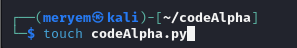 ┌──(meryem㉿kali)-[~/codeAlpha]
└─$ touch codeAlpha.py